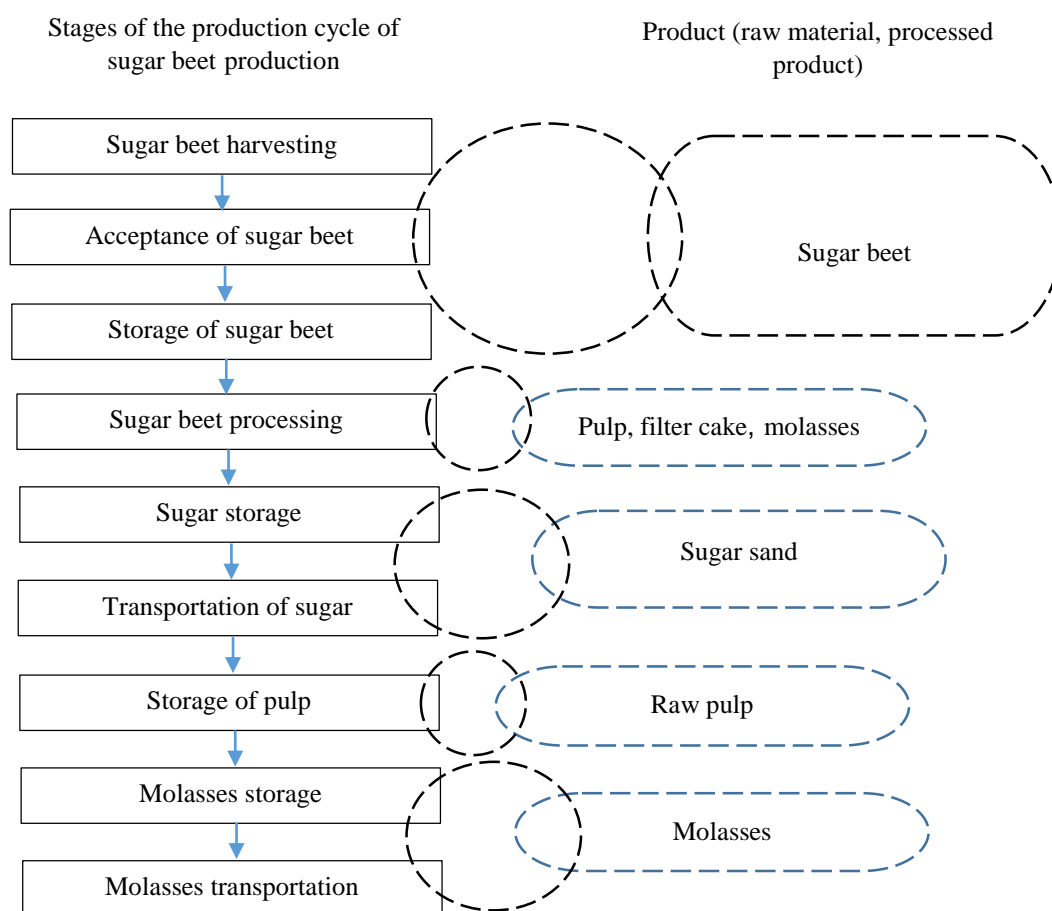 Stages of the production cycle of
sugar beet production
Product (raw material, processed
product)
Sugar beet harvesting
Acceptance of sugar beet
Sugar beet
Storage of sugar beet
Sugar beet processing
Pulp, filter cake, molasses
Sugar storage
Sugar sand
Transportation of sugar
Storage of pulp
Raw pulp
Molasses storage
Molasses
Molasses transportation